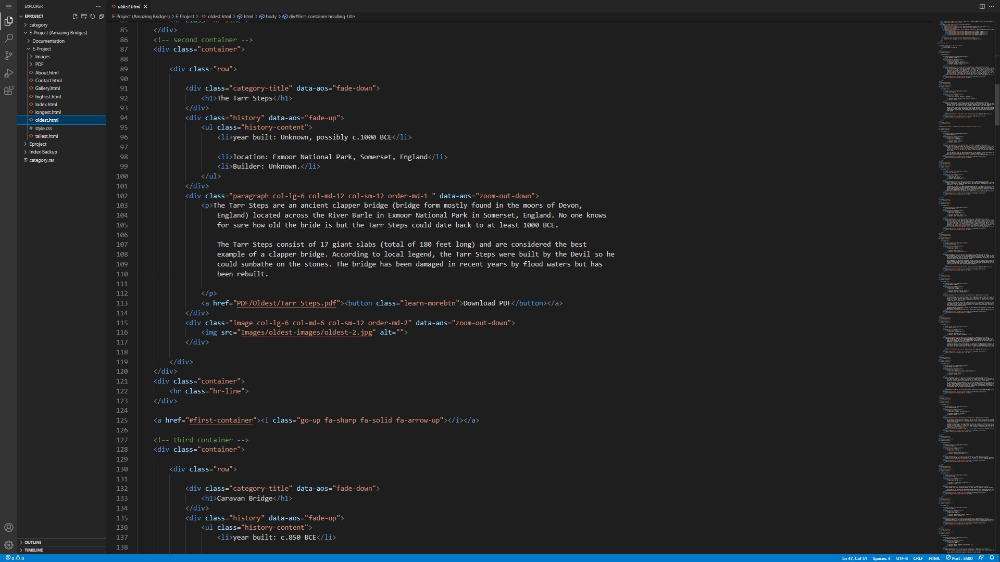 EXPLORER
oldest.html
EPROJECT
E-Project (Amazing Bridges) > E-Project > oldest.html > html > body > div#first-container.heading-title
category
E-Project (Amazing Bridges)
Documentation
E-Project
Images
PDF
About.html
Contact.html
Gallery.html
highest.html
Index.html
longest.html
oldest.html
style.css
tallest.html
Eproject
Index Backup
category.rar
OUTLINE
TIMELINE
85 </div>
86 <!-- second container -->
87 <div class="container">
88
89 <div class="row">
90
91 <div class="category-title" data-aos="fade-down">
92 <h1>The Tarr Steps</h1>
93 </div>
94 <div class="history" data-aos="fade-up">
95 <ul class="history-content">
96 <li>year built: Unknown, possibly c.1000 BCE</li>
97
98 <li>location: Exmoor National Park, Somerset, England</li>
99 <li>Builder: Unknown.</li>
100 </ul>
101 </div>
102 <div class="paragraph col-lg-6 col-md-12 col-sm-12 order-md-1 " data-aos="zoom-out-down">
103 <p>The Tarr Steps are an ancient clapper bridge (bridge form mostly found in the moors of Devon,
104 England) located across the River Barle in Exmoor National Park in Somerset, England. No one knows
105 for sure how old the bride is but the Tarr Steps could date back to at least 1000 BCE.
106
107 The Tarr Steps consist of 17 giant slabs (total of 180 feet long) and are considered the best
108 example of a clapper bridge. According to local legend, the Tarr Steps were built by the Devil so he
109 could sunbathe on the stones. The bridge has been damaged in recent years by flood waters but has
110 been rebuilt.
111
112 </p>
113 <a href="PDF/Oldest/Tarr Steps.pdf"><button class="learn-morebtn">Download PDF</button></a>
114 </div>
115 <div class="image col-lg-6 col-md-6 col-sm-12 order-md-2" data-aos="zoom-out-down">
116 <img src="Images/oldest-images/oldest-2.jpg" alt="">
117 </div>
118
119 </div>
120 </div>
121 <div class="container">
122 <hr class="hr-line">
123 </div>
124
125 <a href="#first-container"><i class="go-up fa-sharp fa-solid fa-arrow-up"></i></a>
126
127 <!-- third container -->
128 <div class="container">
129
130 <div class="row">
131
132 <div class="category-title" data-aos="fade-down">
133 <h1>Caravan Bridge</h1>
134 </div>
135 <div class="history" data-aos="fade-up">
136 <ul class="history-content">
137 <li>year built: c.850 BCE</li>
138
0 0 Ln 47, Col 51 Spaces: 4 UTF-8 CRLF HTML Port : 5500